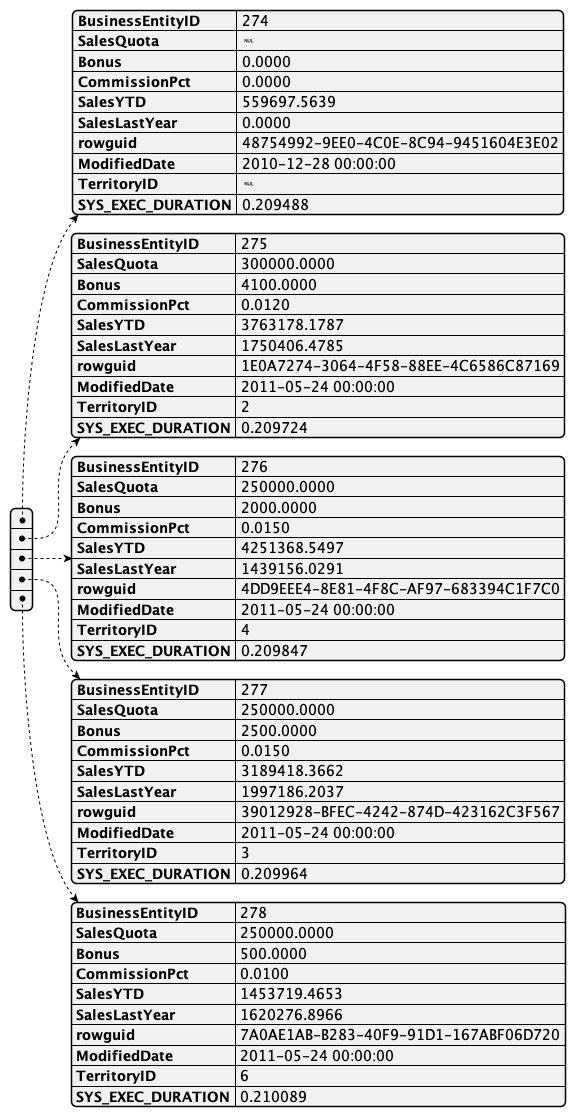 BusinessEntityID 274
SalesQuota NUL
Bonus 0.0000
CommissionPct 0.0000
SalesYTD 559697.5639
SalesLastYear 0.0000
rowguid 48754992-9EE0-4C0E-8C94-9451604E3E02
ModifiedDate 2010-12-28 00:00:00
TerritoryID NUL
SYS_EXEC_DURATION 0.209488
BusinessEntityID 275
SalesQuota 300000.0000
Bonus 4100.0000
CommissionPct 0.0120
SalesYTD 3763178.1787
SalesLastYear 1750406.4785
rowguid 1E0A7274-3064-4F58-88EE-4C6586C87169
ModifiedDate 2011-05-24 00:00:00
TerritoryID 2
SYS_EXEC_DURATION 0.209724
BusinessEntityID 276
SalesQuota 250000.0000
Bonus 2000.0000
CommissionPct 0.0150
SalesYTD 4251368.5497
SalesLastYear 1439156.0291
rowguid 4DD9EEE4-8E81-4F8C-AF97-683394C1F7C0
ModifiedDate 2011-05-24 00:00:00
TerritoryID 4
SYS_EXEC_DURATION 0.209847
BusinessEntityID 277
SalesQuota 250000.0000
Bonus 2500.0000
CommissionPct 0.0150
SalesYTD 3189418.3662
SalesLastYear 1997186.2037
rowguid 39012928-BFEC-4242-874D-423162C3F567
ModifiedDate 2011-05-24 00:00:00
TerritoryID 3
SYS_EXEC_DURATION 0.209964
BusinessEntityID 278
SalesQuota 250000.0000
Bonus 500.0000
CommissionPct 0.0100
SalesYTD 1453719.4653
SalesLastYear 1620276.8966
rowguid 7A0AE1AB-B283-40F9-91D1-167ABF06D720
ModifiedDate 2011-05-24 00:00:00
TerritoryID 6
SYS_EXEC_DURATION 0.210089